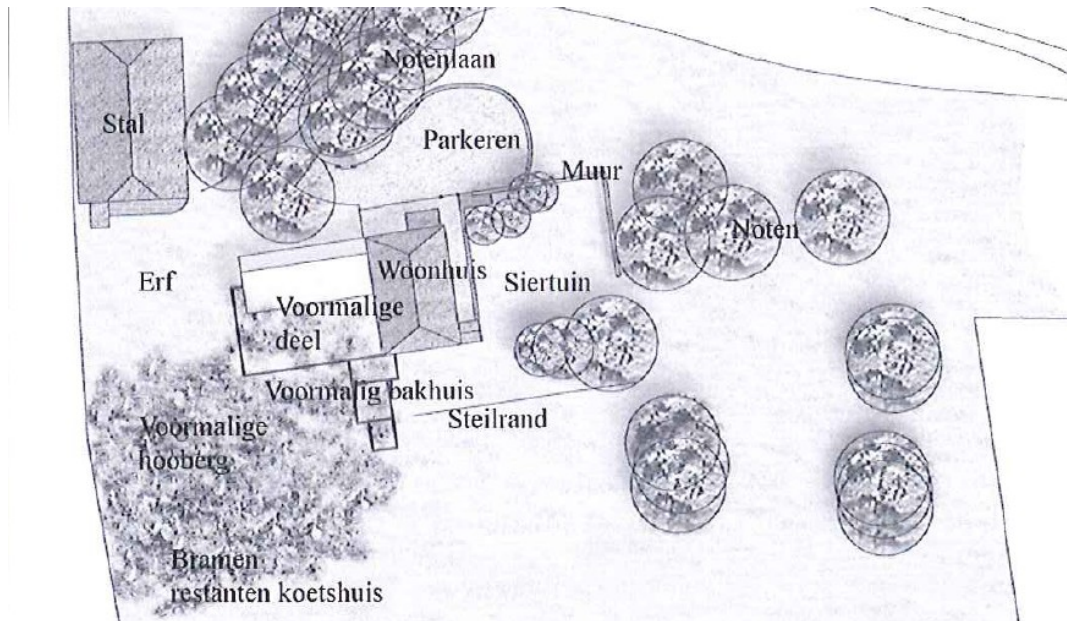 Notenlaan
Stal
Parkeren
Muur
Noten
Erf
Woonhuis
Siertuin
Voormalige
deel
Voormalig bakhuis
Steilrand
Voormalige
hooberg
Bramen
restanten koetshuis